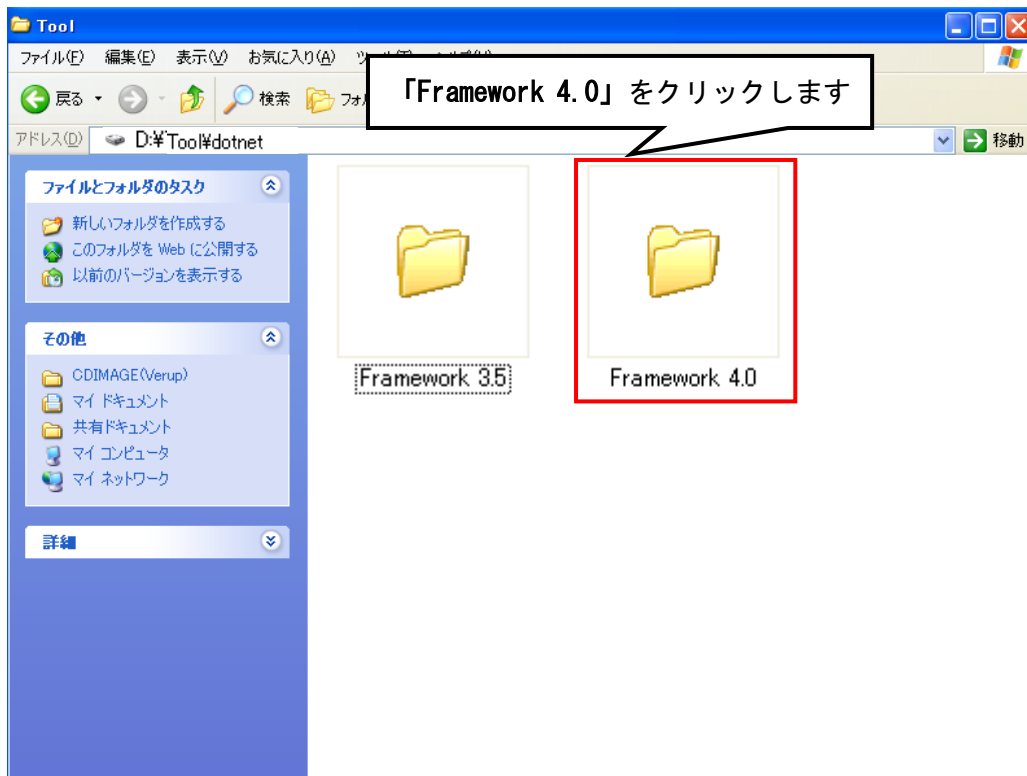 Tool
ファイル(F) 編集(E) 表示(V) お気に入り(A)
「Framework 4.0」をクリックします
戻る 検索
アドレス(D) D:¥Tool¥dotnet 移動
ファイルとフォルダのタスク
新しいフォルダを作成する
このフォルダを Web に公開する
以前のバージョンを表示する
その他
CDIMAGE(Verup)
マイ ドキュメント
共有ドキュメント
マイ コンピュータ
マイ ネットワーク
詳細
Framework 3.5
Framework 4.0